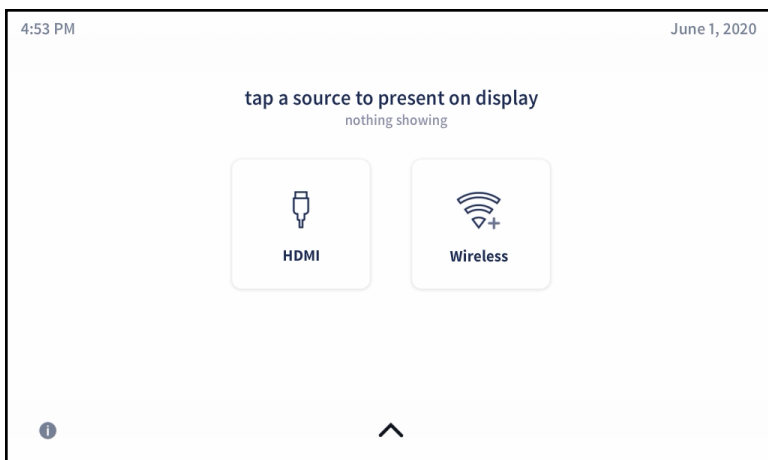 4:53 PM
June 1, 2020
tap a source to present on display
nothing showing
HDMI
Wireless